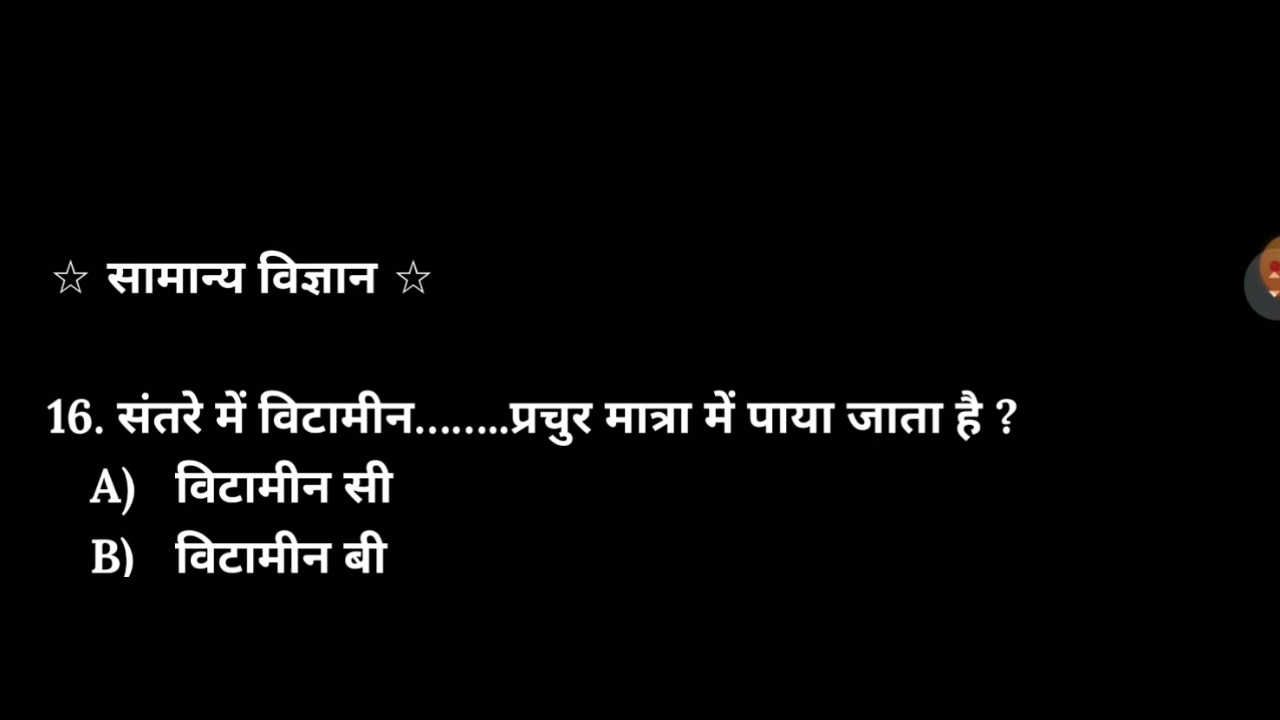 ☆ सामान्य विज्ञान ☆
16. संतरे में विटामीन........प्रचुर मात्रा में पाया जाता है ?
A) विटामीन सी
B) विटामीन बी